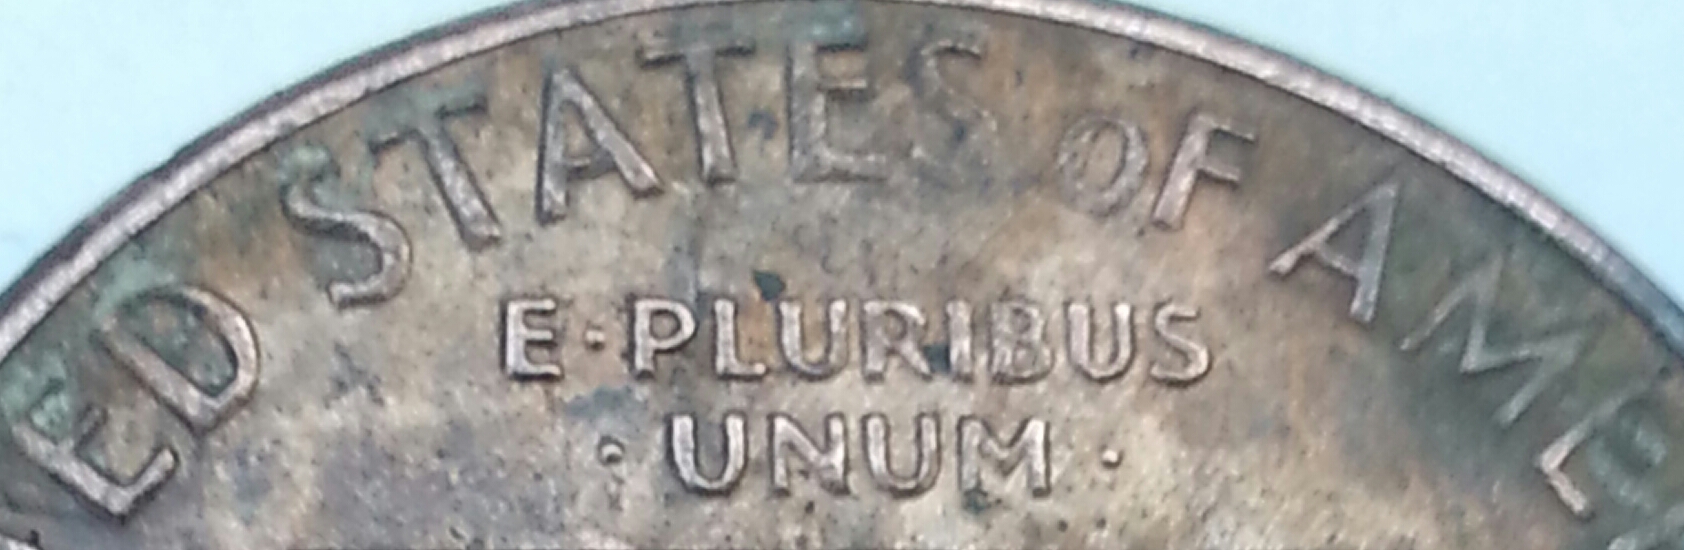 ED STATES OF AME
E·PLURIBUS
·UNUM·